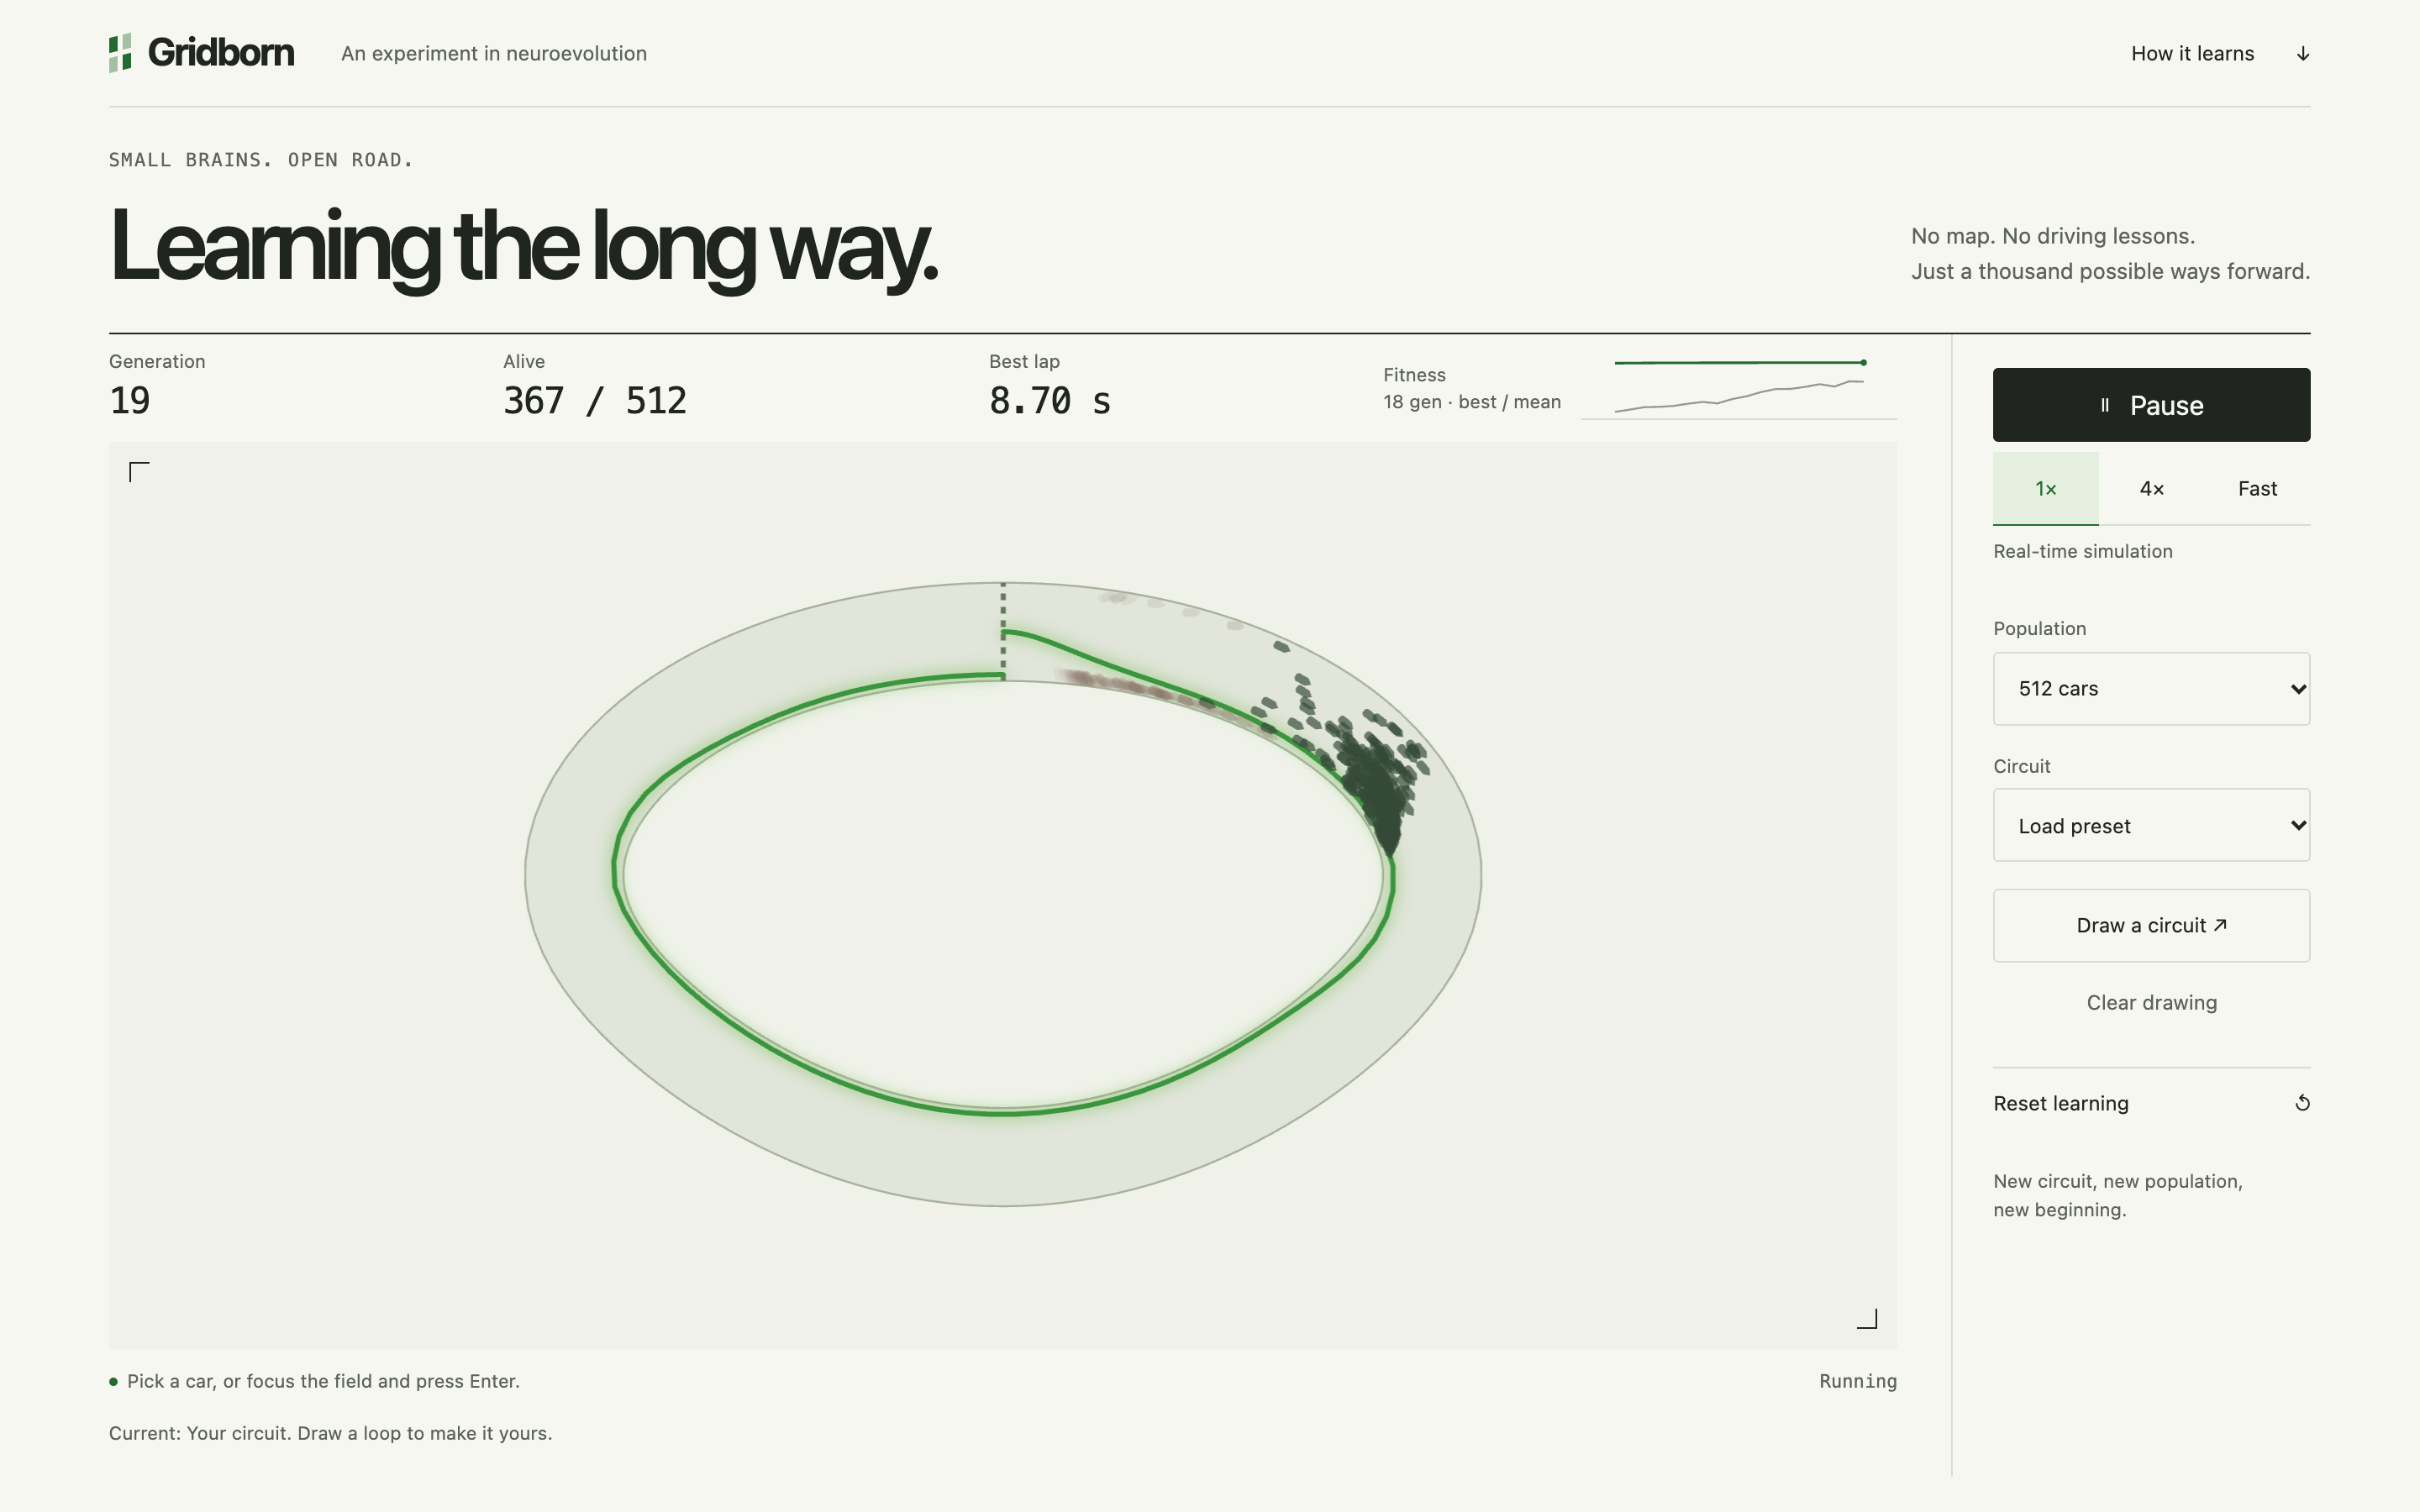 Gridborn
An experiment in neuroevolution
How it learns ↓
SMALL BRAINS. OPEN ROAD.
Learning the long way.
No map. No driving lessons.
Just a thousand possible ways forward.
Generation
19
Alive
367 / 512
Best lap
8.70 s
Fitness
18 gen · best / mean
Pause
1×
4×
Fast
Real-time simulation
Population
512 cars
Circuit
Load preset
Draw a circuit ↗
Clear drawing
Reset learning
New circuit, new population,
new beginning.
Pick a car, or focus the field and press Enter.
Running
Current: Your circuit. Draw a loop to make it yours.